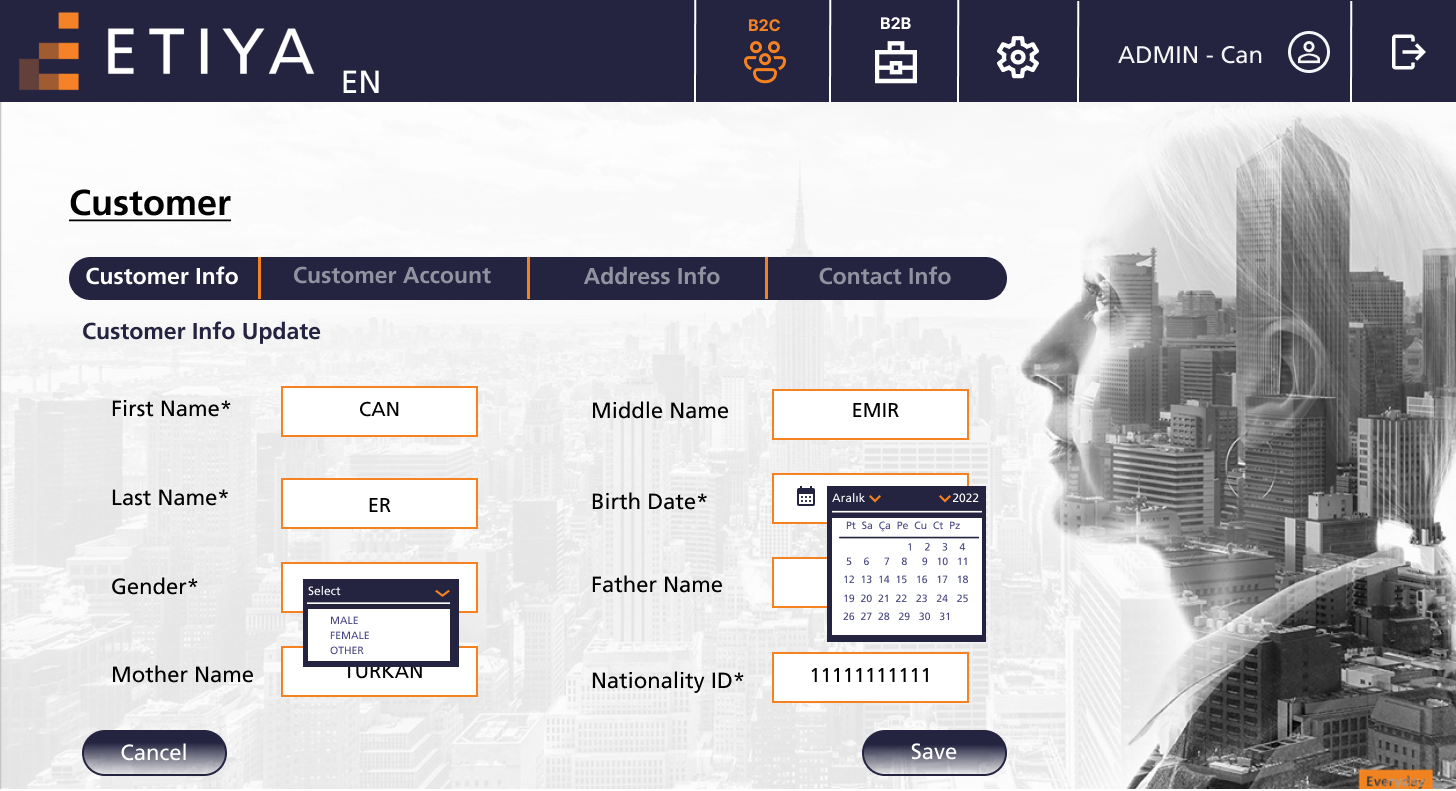 ETIYA
EN
B2C
B2B
ADMIN - Can
Customer
Customer Info
Customer Account
Address Info
Contact Info
Customer Info Update
First Name*
CAN
Middle Name
EMIR
Last Name*
ER
Birth Date*
Aralık
2022
Pt Sa Ça Pe Cu Ct Pz
1 2 3 4
5 6 7 8 9 10 11
12 13 14 15 16 17 18
19 20 21 22 23 24 25
26 27 28 29 30 31
Gender*
Select
MALE
FEMALE
OTHER
Father Name
Mother Name
TURKAN
Nationality ID*
11111111111
Cancel
Save
Everyday